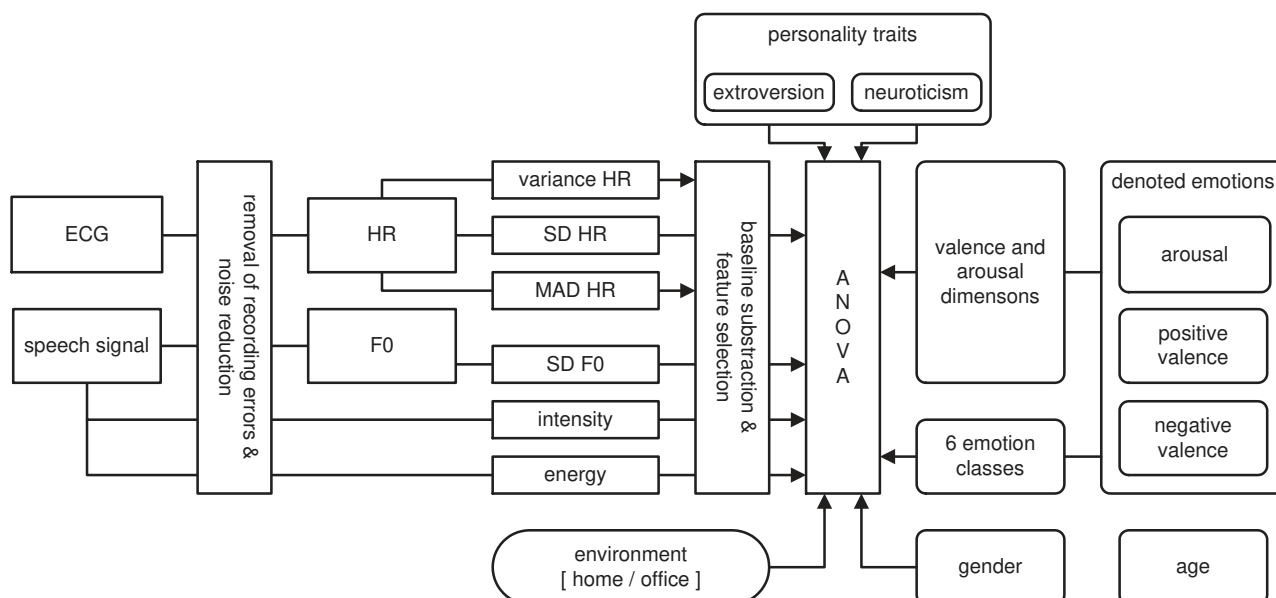 personality traits
extroversion
neuroticism
ECG
speech signal
removal of recording errors &
noise reduction
HR
F0
variance HR
SD HR
MAD HR
SD F0
intensity
energy
baseline substraction &
feature selection
A
N
O
V
A
valence and
arousal
dimensons
6 emotion
classes
denoted emotions
arousal
positive
valence
negative
valence
environment
[ home / office ]
gender
age